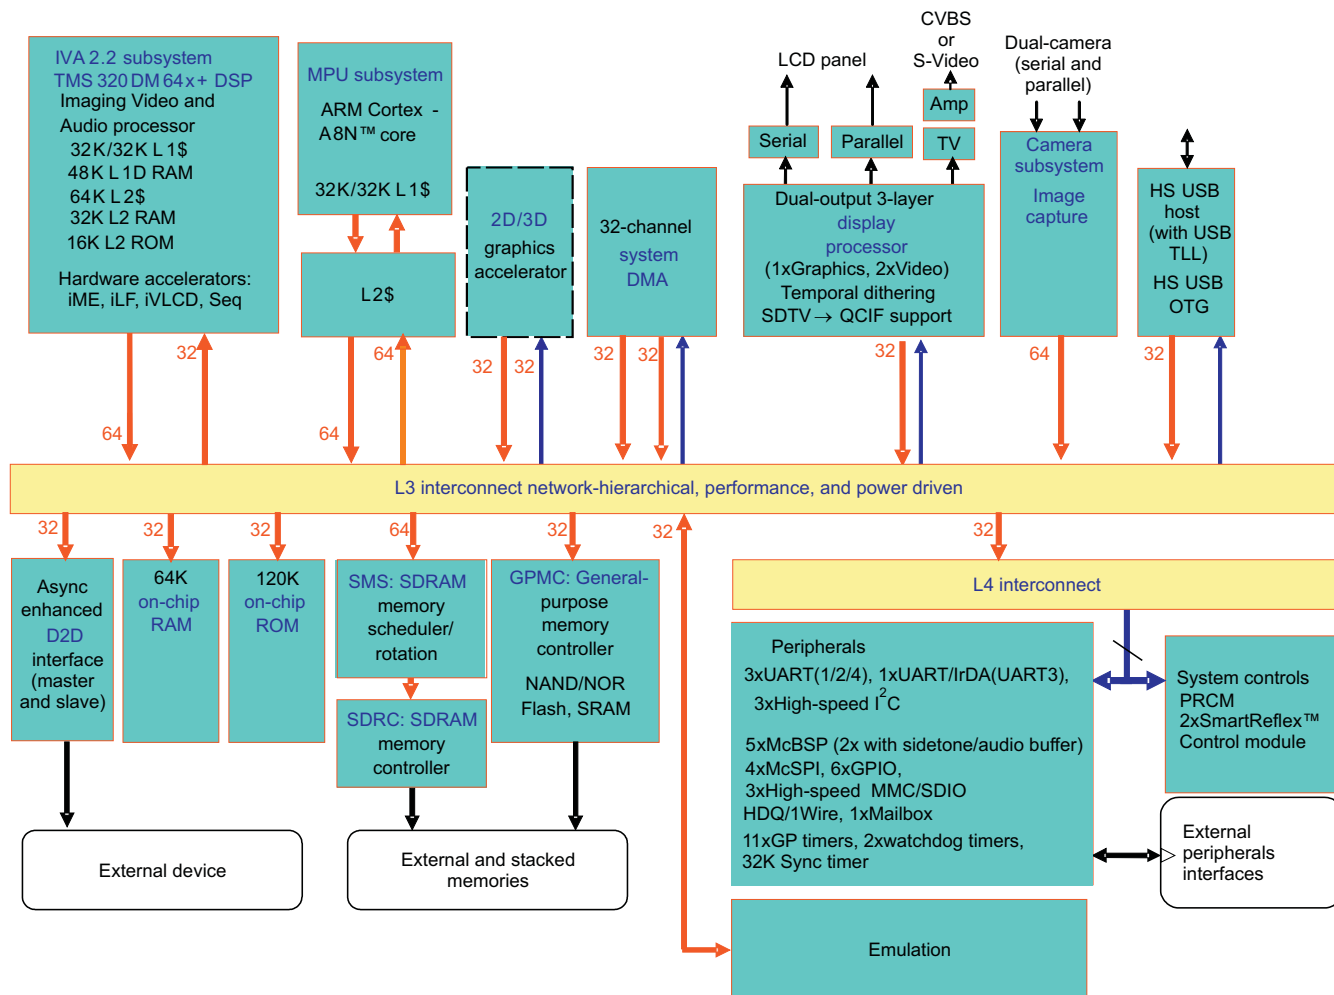 IVA 2.2 subsystem
TMS 320 DM 64x+ DSP
Imaging Video and
Audio processor
32K/32K L1$
48K L1D RAM
64K L2$
32K L2 RAM
16K L2 ROM
Hardware accelerators:
iME, iLF, iVLCD, Seq
MPU subsystem
ARM Cortex -
A8N™ core
32K/32K L1$
L2$
2D/3D
graphics
accelerator
32-channel
system
DMA
LCD panel
CVBS
or
S-Video
Serial
Parallel
Amp
TV
Dual-output 3-layer
display
processor
(1xGraphics, 2xVideo)
Temporal dithering
SDTV → QCIF support
Dual-camera
(serial and
parallel)
Camera
subsystem
Image
capture
HS USB
host
(with USB
TLL)
HS USB
OTG
64
32
64
64
32
32
32
32
32
64
32
L3 interconnect network-hierarchical, performance, and power driven
32
32
32
64
32
32
32
Async
enhanced
D2D
interface
(master
and slave)
64K
on-chip
RAM
120K
on-chip
ROM
SMS: SDRAM
memory
scheduler/
rotation
SDRC: SDRAM
memory
controller
GPMC: General-
purpose
memory
controller
NAND/NOR
Flash, SRAM
External device
External and stacked
memories
L4 interconnect
Peripherals
3xUART(1/2/4), 1xUART/IrDA(UART3),
3xHigh-speed I²C
5xMcBSP (2x with sidetone/audio buffer)
4xMcSPI, 6xGPIO,
3xHigh-speed MMC/SDIO
HDQ/1Wire, 1xMailbox
11xGP timers, 2xwatchdog timers,
32K Sync timer
System controls
PRCM
2xSmartReflex™
Control module
External
peripherals
interfaces
Emulation